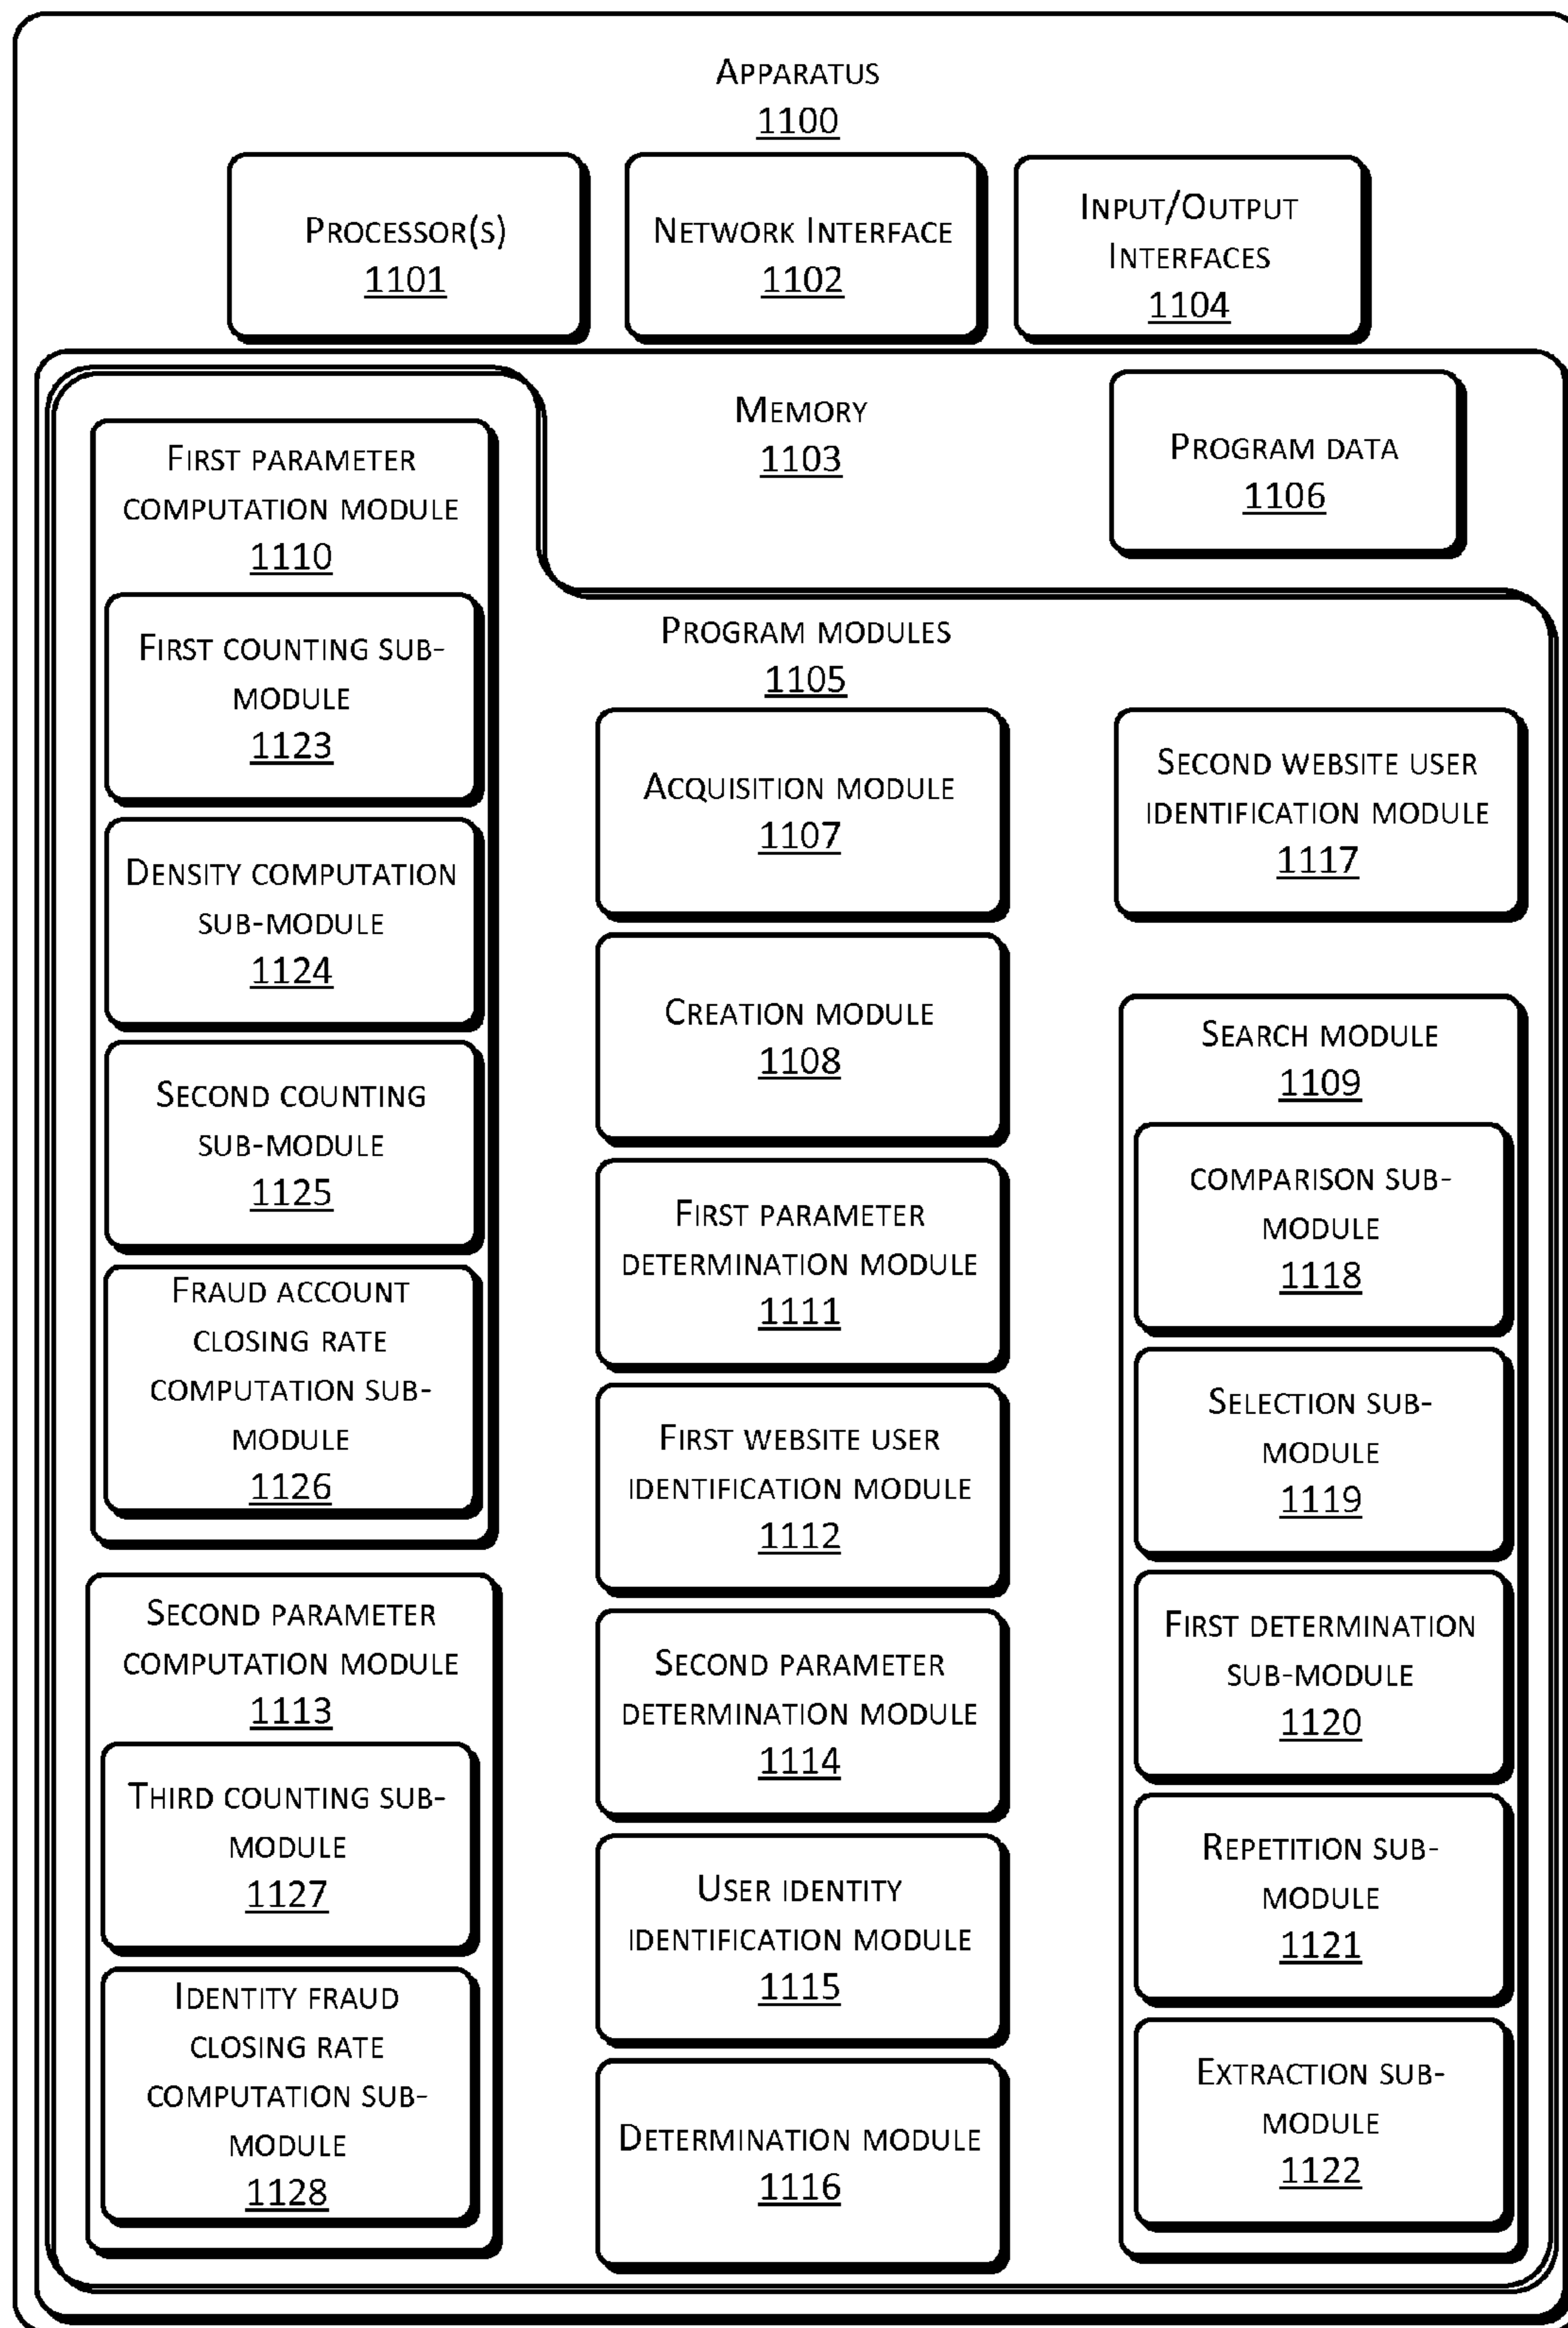 APPARATUS
1100
PROCESSOR(S)
1101
NETWORK INTERFACE
1102
INPUT/OUTPUT
INTERFACES
1104
MEMORY
1103
PROGRAM DATA
1106
FIRST PARAMETER
COMPUTATION MODULE
1110
FIRST COUNTING SUB-
MODULE
1123
DENSITY COMPUTATION
SUB-MODULE
1124
SECOND COUNTING
SUB-MODULE
1125
FRAUD ACCOUNT
CLOSING RATE
COMPUTATION SUB-
MODULE
1126
SECOND PARAMETER
COMPUTATION MODULE
1113
THIRD COUNTING SUB-
MODULE
1127
IDENTITY FRAUD
CLOSING RATE
COMPUTATION SUB-
MODULE
1128
PROGRAM MODULES
1105
ACQUISITION MODULE
1107
CREATION MODULE
1108
FIRST PARAMETER
DETERMINATION MODULE
1111
FIRST WEBSITE USER
IDENTIFICATION MODULE
1112
SECOND PARAMETER
DETERMINATION MODULE
1114
USER IDENTITY
IDENTIFICATION MODULE
1115
DETERMINATION MODULE
1116
SECOND WEBSITE USER
IDENTIFICATION MODULE
1117
SEARCH MODULE
1109
COMPARISON SUB-
MODULE
1118
SELECTION SUB-
MODULE
1119
FIRST DETERMINATION
SUB-MODULE
1120
REPETITION SUB-
MODULE
1121
EXTRACTION SUB-
MODULE
1122